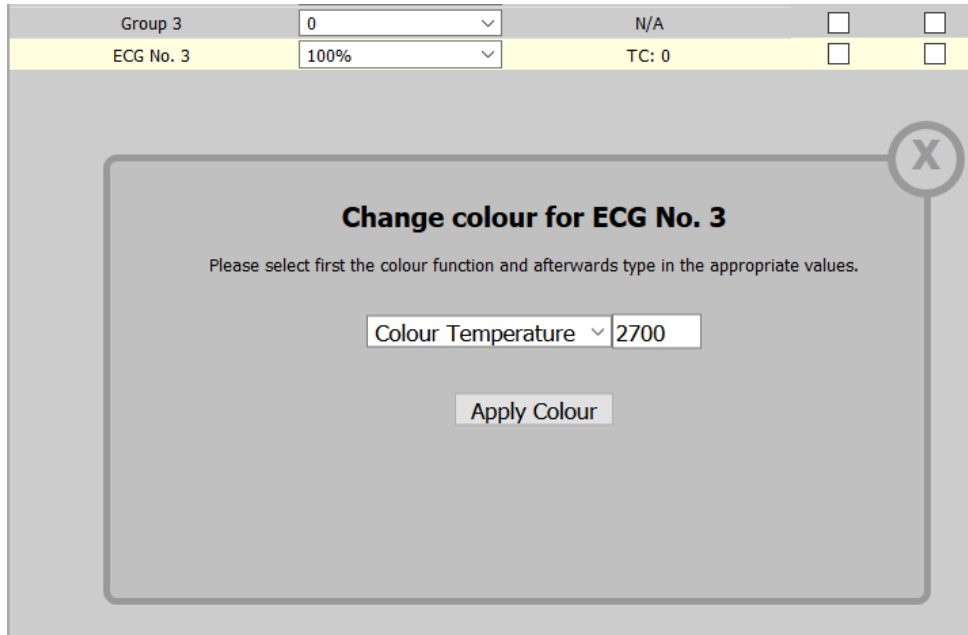 Group 3 0 N/A
ECG No. 3 100% TC: 0
X
Change colour for ECG No. 3
Please select first the colour function and afterwards type in the appropriate values.
Colour Temperature 2700
Apply Colour